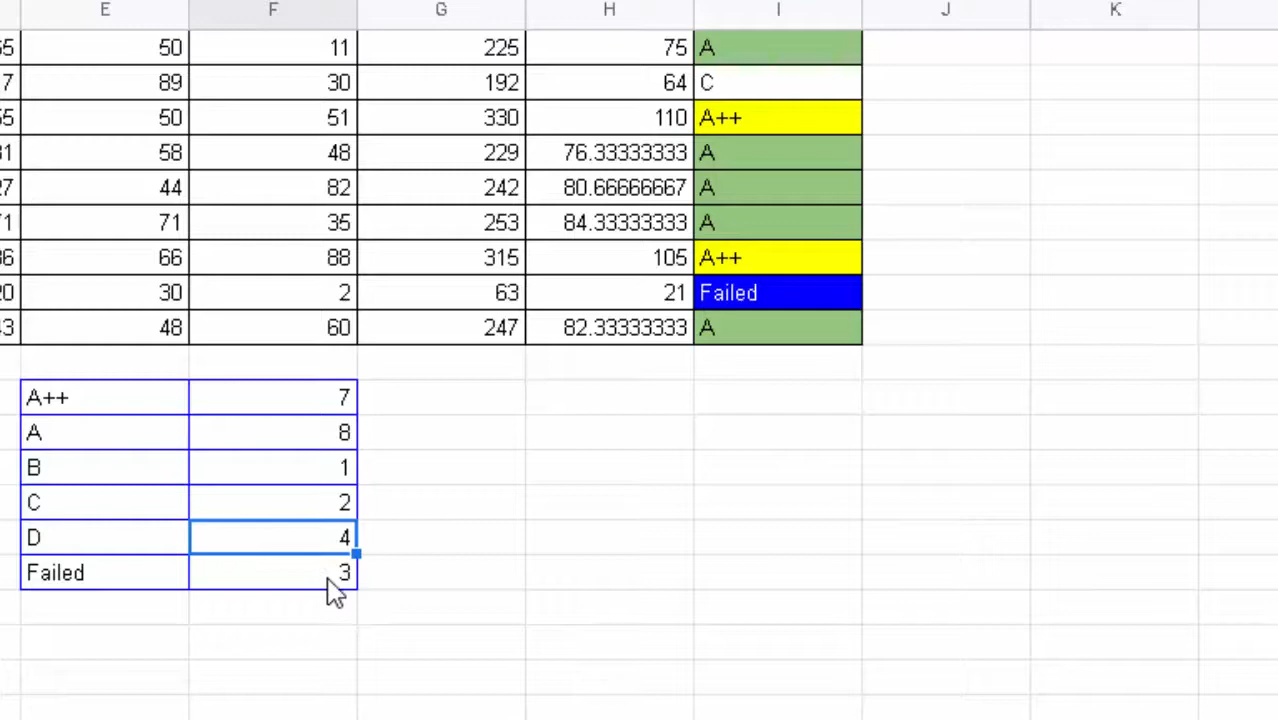 E F G H I J K
50 11 225 75 A
7 89 30 192 64 C
50 51 330 110 A++
58 48 229 76.33333333 A
44 82 242 80.66666667 A
71 35 253 84.33333333 A
66 88 315 105 A++
30 2 63 21 Failed
48 60 247 82.33333333 A
A++ 7
A 8
B 1
C 2
D 4
Failed 3